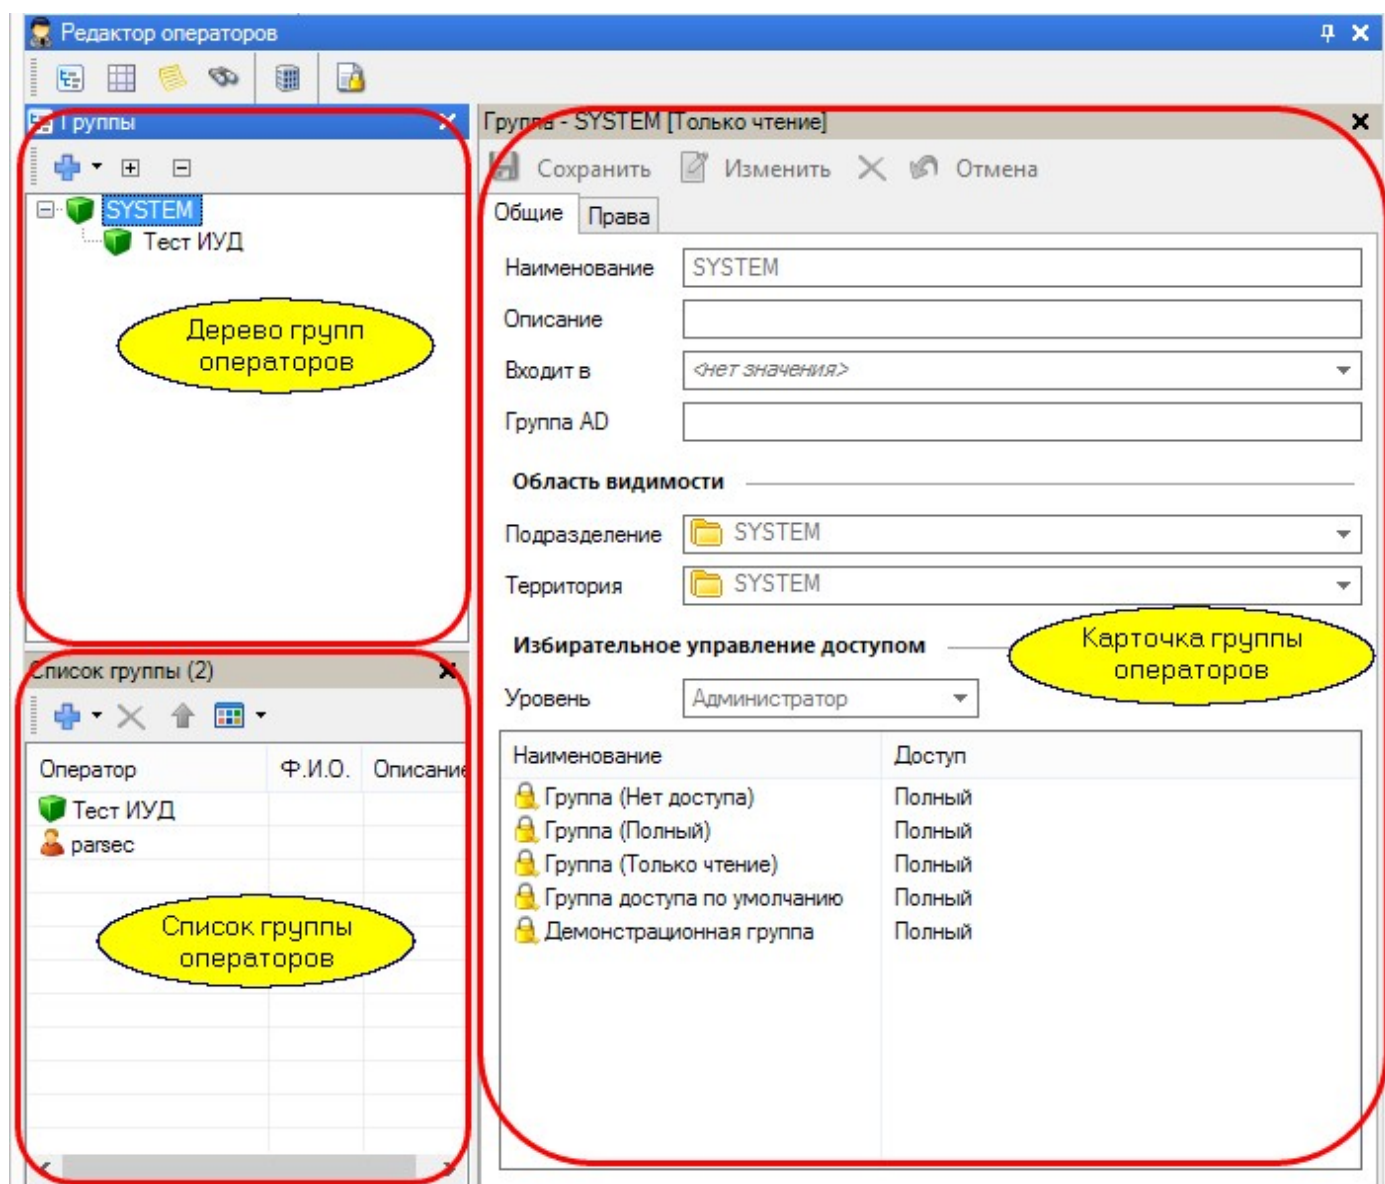 Редактор операторов
Группы
SYSTEM
Тест ИУД
Дерево групп
операторов
Список группы (2)
Оператор Ф.И.О. Описание
Тест ИУД
parsec
Список группы
операторов
Группа - SYSTEM [Только чтение]
Сохранить Изменить Отмена
Общие Права
Наименование SYSTEM
Описание
Входит в <нет значения>
Группа AD
Область видимости
Подразделение SYSTEM
Территория SYSTEM
Избирательное управление доступом
Карточка группы
операторов
Уровень Администратор
Наименование Доступ
Группа (Нет доступа) Полный
Группа (Полный) Полный
Группа (Только чтение) Полный
Группа доступа по умолчанию Полный
Демонстрационная группа Полный